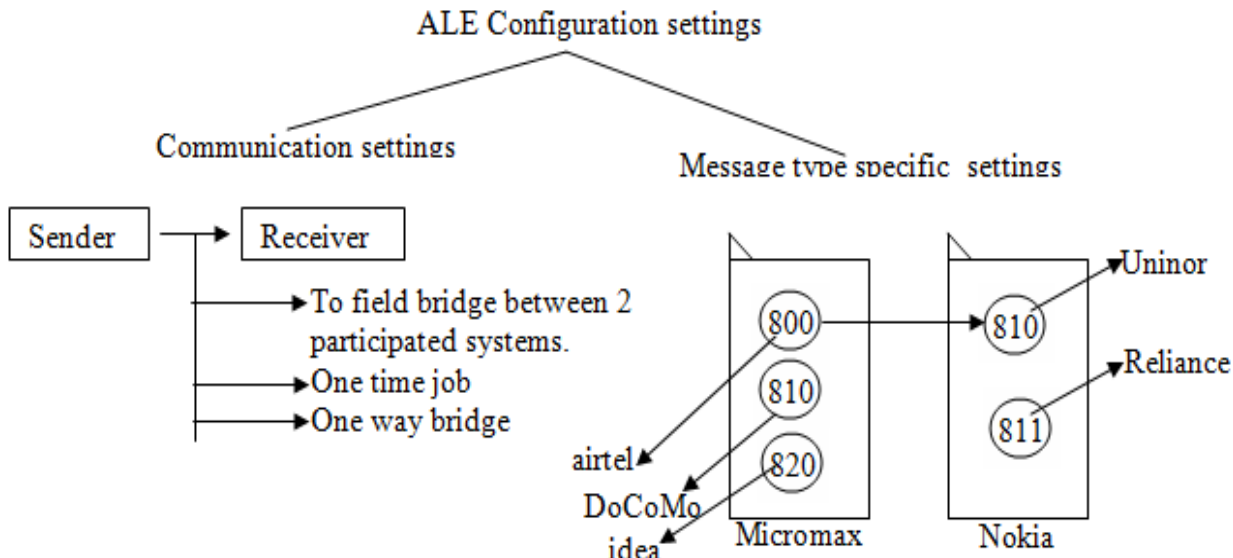 ALE Configuration settings
Communication settings
Message type specific settings
Sender
Receiver
To field bridge between 2
participated systems.
One time job
One way bridge
800
810
820
airtel
DoCoMo
idea
Micromax
810
811
Uninor
Reliance
Nokia